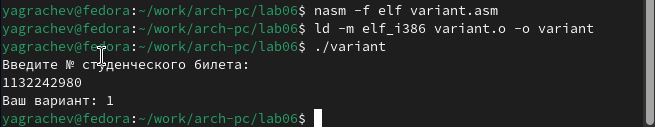 yagrachev@fedora:~/work/arch-pc/lab06$ nasm -f elf variant.asm
yagrachev@fedora:~/work/arch-pc/lab06$ ld -m elf_i386 variant.o -o variant
yagrachev@fedora:~/work/arch-pc/lab06$ ./variant
Введите № студенческого билета:
1132242980
Ваш вариант: 1
yagrachev@fedora:~/work/arch-pc/lab06$